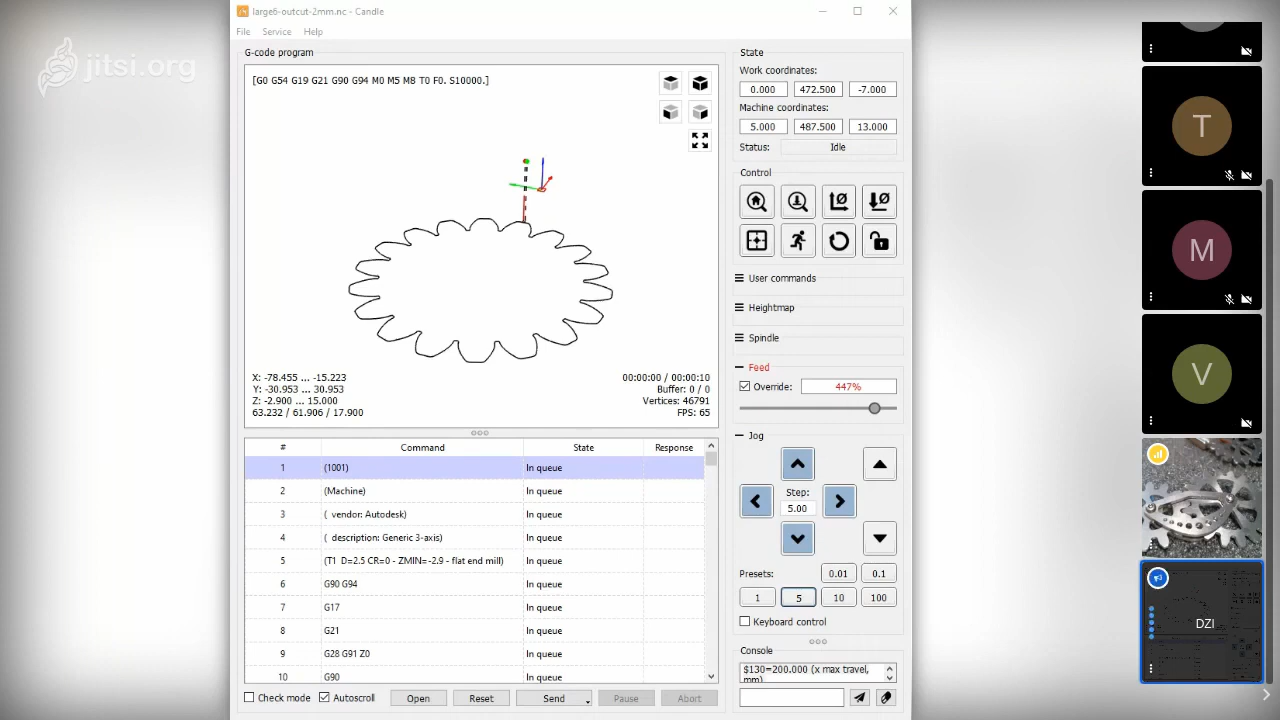 large6-outcut-2mm.nc - Candle
jitsi.org
File Service Help
G-code program
[G0 G54 G19 G21 G90 G94 M0 M5 M8 T0 F0. S10000.]
X: -78.455 ... -15.223
Y: -30.953 ... 30.953
Z: -2.900 ... 15.000
63.232 / 61.906 / 17.900
00:00:00 / 00:00:10
Buffer: 0 / 0
Vertices: 46791
FPS: 65
# Command State Response
1 (1001) In queue
2 (Machine) In queue
3 ( vendor: Autodesk) In queue
4 ( description: Generic 3-axis) In queue
5 (T1 D=2.5 CR=0 - ZMIN=-2.9 - flat end mill) In queue
6 G90 G94 In queue
7 G17 In queue
8 G21 In queue
9 G28 G91 Z0 In queue
10 G90 In queue
Check mode Autoscroll Open Reset Send Pause Abort
State
Work coordinates:
0.000 472.500 -7.000
Machine coordinates:
5.000 487.500 13.000
Status: Idle
Control
User commands
Heightmap
Spindle
Feed
Override: 447%
Jog
Step:
5.00
Presets: 0.01 0.1
1 5 10 100
Keyboard control
Console
$130=200.000 (x max travel,
mm)
T
M
V
DZI